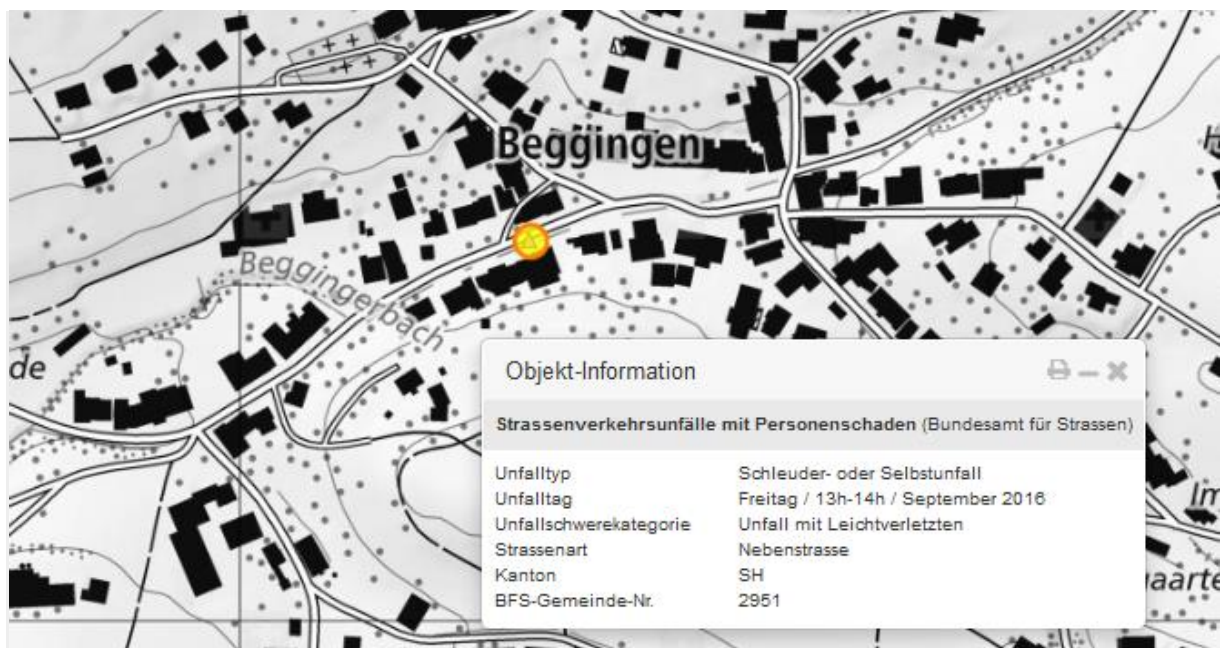 Beggingen
Beggingerbach
de
Objekt-Information
Strassenverkehrsunfälle mit Personenschaden (Bundesamt für Strassen)
Unfalltyp Schleuder- oder Selbstunfall
Unfalltag Freitag / 13h-14h / September 2016
Unfallschwerekategorie Unfall mit Leichtverletzten
Strassenart Nebenstrasse
Kanton SH
BFS-Gemeinde-Nr. 2951
Im
aarte